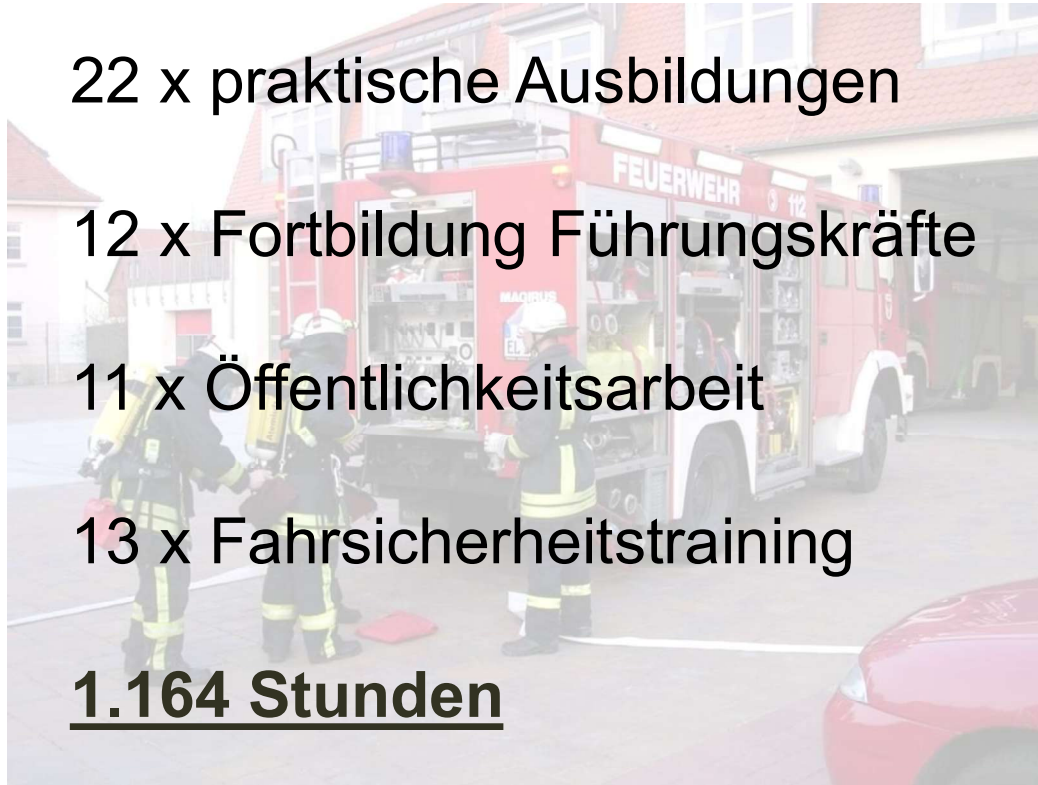 22 x praktische Ausbildungen
FEUERWEHR 112
12 x Fortbildung Führungskräfte
MAGIRUS
11 x Öffentlichkeitsarbeit
13 x Fahrsicherheitstraining
1.164 Stunden